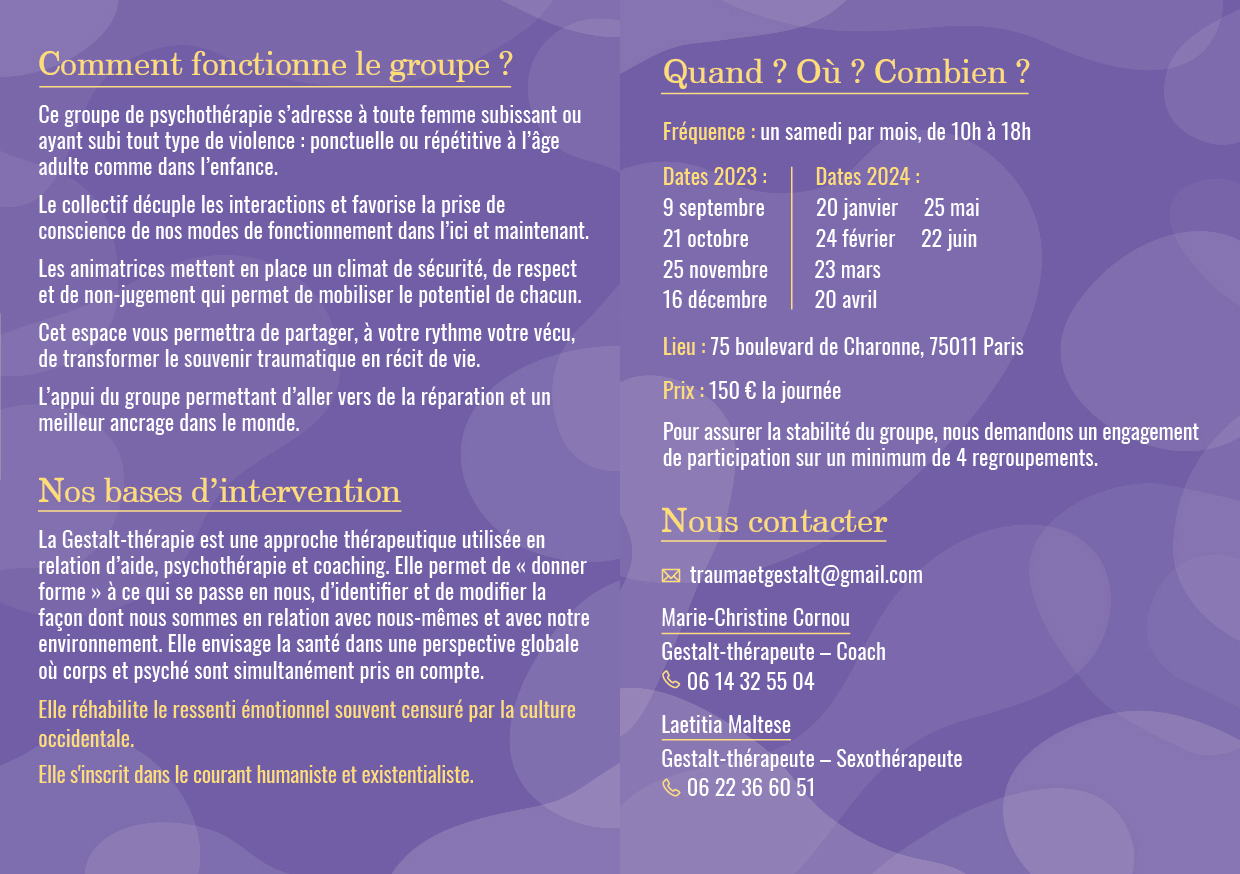 Comment fonctionne le groupe ?
Ce groupe de psychothérapie s’adresse à toute femme subissant ou
ayant subi tout type de violence : ponctuelle ou répétitive à l’âge
adulte comme dans l’enfance.
Le collectif décuple les interactions et favorise la prise de
conscience de nos modes de fonctionnement dans l’ici et maintenant.
Les animatrices mettent en place un climat de sécurité, de respect
et de non-jugement qui permet de mobiliser le potentiel de chacun.
Cet espace vous permettra de partager, à votre rythme votre vécu,
de transformer le souvenir traumatique en récit de vie.
L’appui du groupe permettant d’aller vers de la réparation et un
meilleur ancrage dans le monde.
Nos bases d’intervention
La Gestalt-thérapie est une approche thérapeutique utilisée en
relation d’aide, psychothérapie et coaching. Elle permet de « donner
forme » à ce qui se passe en nous, d’identifier et de modifier la
façon dont nous sommes en relation avec nous-mêmes et avec notre
environnement. Elle envisage la santé dans une perspective globale
où corps et psyché sont simultanément pris en compte.
Elle réhabilite le ressenti émotionnel souvent censuré par la culture
occidentale.
Elle s'inscrit dans le courant humaniste et existentialiste.
Quand ? Où ? Combien ?
Fréquence : un samedi par mois, de 10h à 18h
Dates 2023 :
9 septembre
21 octobre
25 novembre
16 décembre
Dates 2024 :
20 janvier 25 mai
24 février 22 juin
23 mars
20 avril
Lieu : 75 boulevard de Charonne, 75011 Paris
Prix : 150 € la journée
Pour assurer la stabilité du groupe, nous demandons un engagement
de participation sur un minimum de 4 regroupements.
Nous contacter
traumaetgestalt@gmail.com
Marie-Christine Cornou
Gestalt-thérapeute – Coach
06 14 32 55 04
Laetitia Maltese
Gestalt-thérapeute – Sexothérapeute
06 22 36 60 51